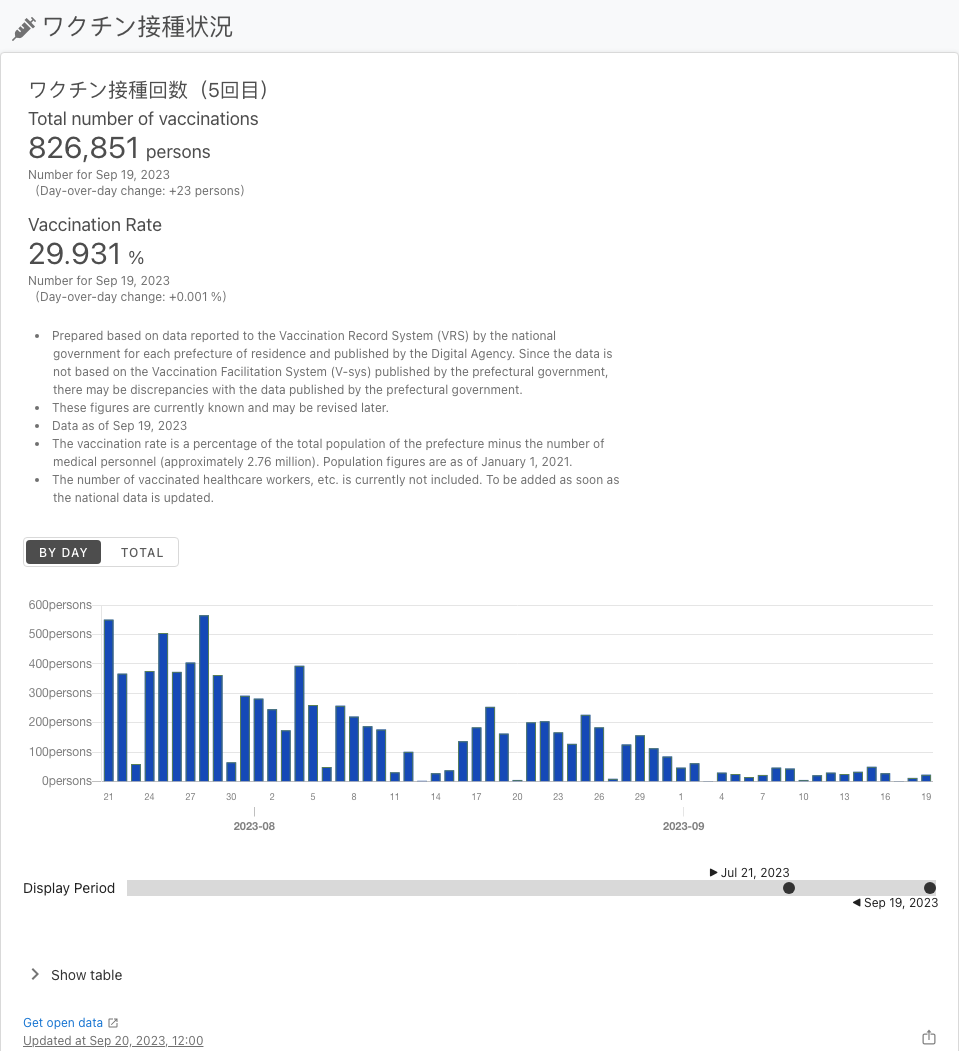 ワクチン接種状況
ワクチン接種回数（5回目）
Total number of vaccinations
826,851 persons
Number for Sep 19, 2023
(Day-over-day change: +23 persons)
Vaccination Rate
29.931 %
Number for Sep 19, 2023
(Day-over-day change: +0.001 %)
• Prepared based on data reported to the Vaccination Record System (VRS) by the national
government for each prefecture of residence and published by the Digital Agency. Since the data is
not based on the Vaccination Facilitation System (V-sys) published by the prefectural government,
there may be discrepancies with the data published by the prefectural government.
• These figures are currently known and may be revised later.
• Data as of Sep 19, 2023
• The vaccination rate is a percentage of the total population of the prefecture minus the number of
medical personnel (approximately 2.76 million). Population figures are as of January 1, 2021.
• The number of vaccinated healthcare workers, etc. is currently not included. To be added as soon as
the national data is updated.
BY DAY TOTAL
600persons
500persons
400persons
300persons
200persons
100persons
0persons
21 24 27 30 2 5 8 11 14 17 20 23 26 29 1 4 7 10 13 16 19
2023-08 2023-09
Jul 21, 2023
Display Period
Sep 19, 2023
Show table
Get open data
Updated at Sep 20, 2023, 12:00